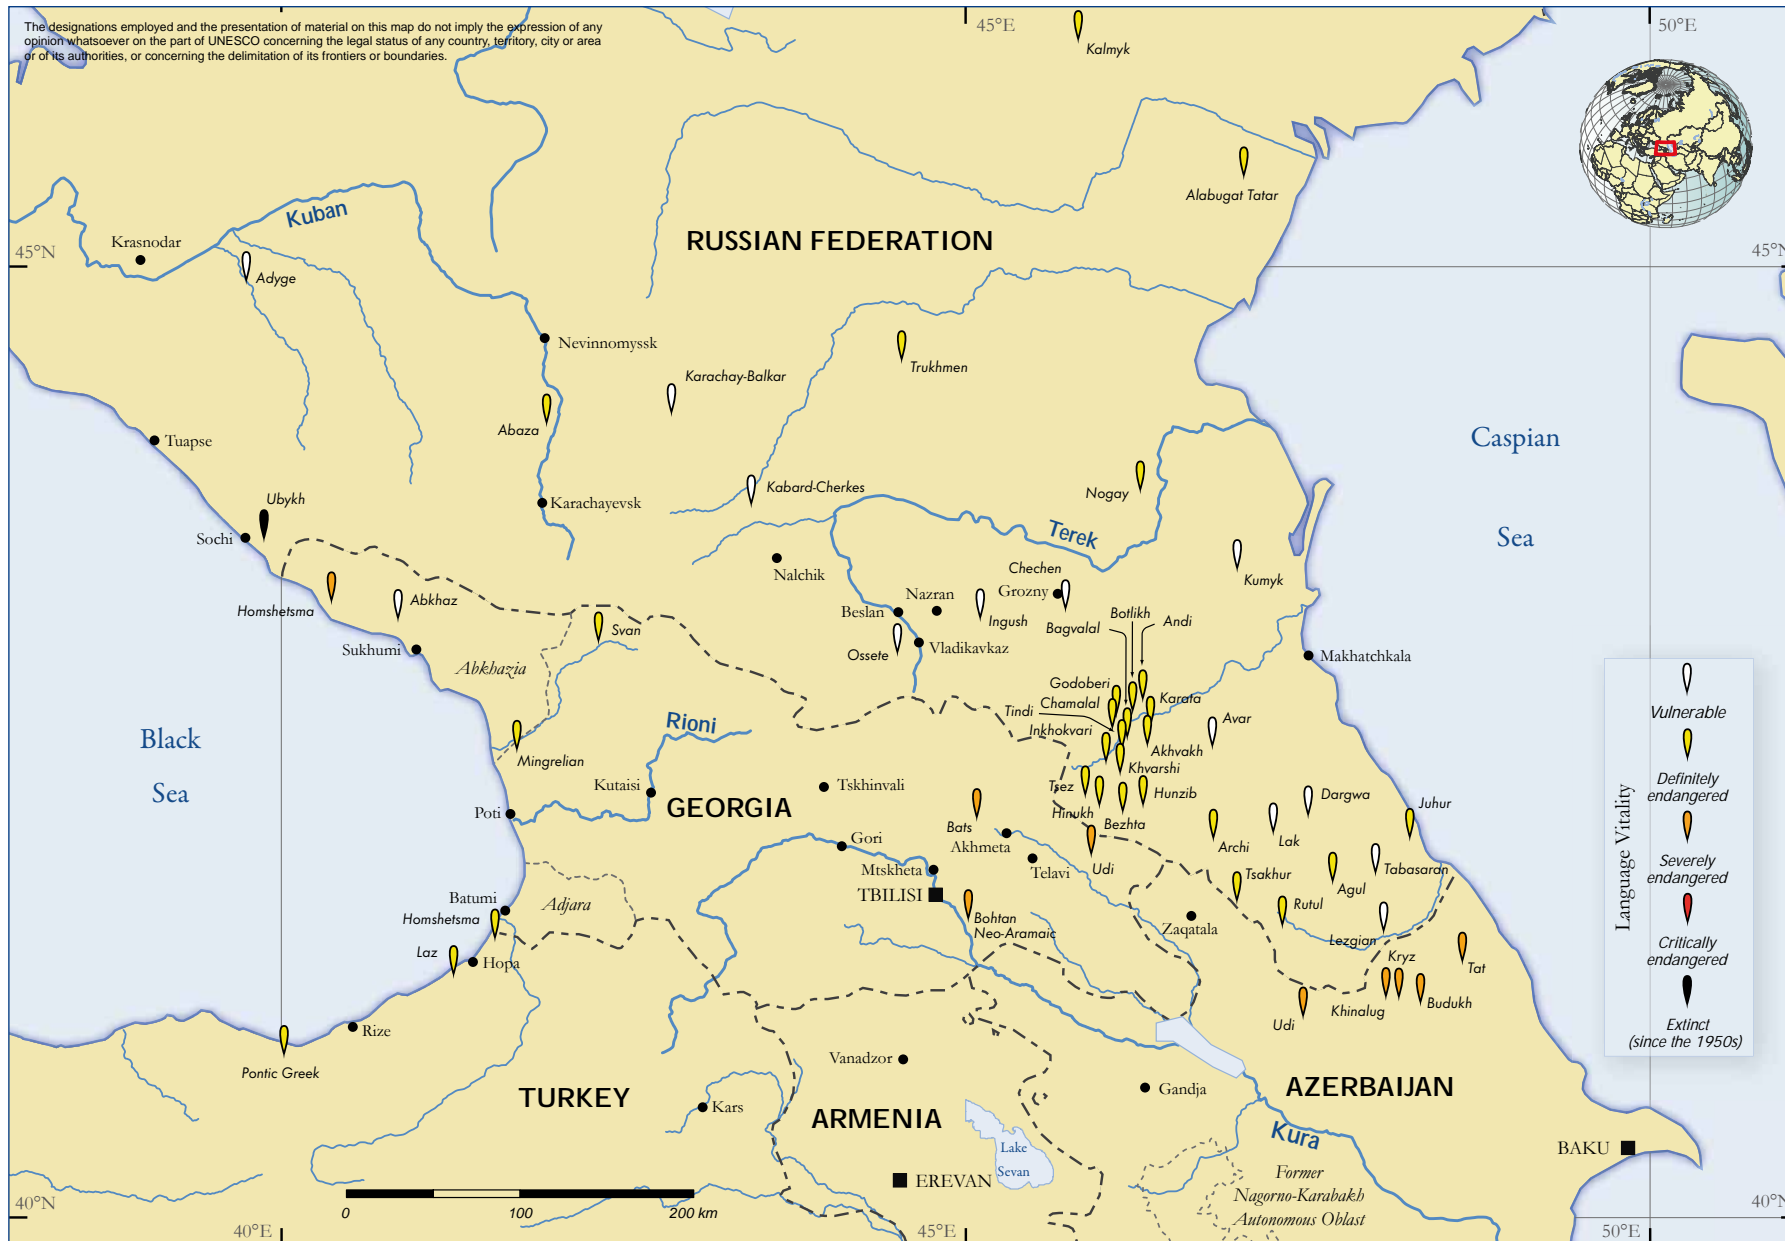 The designations employed and the presentation of material on this map do not imply the expression of any
opinion whatsoever on the part of UNESCO concerning the legal status of any country, territory, city or area
or of its authorities, or concerning the delimitation of its frontiers or boundaries.
45°E
50°E
Kalmyk
Alabugat Tatar
Kuban
Krasnodar
RUSSIAN FEDERATION
45°N
45°N
Adyge
Nevinnomyssk
Trukhmen
Karachay-Balkar
Abaza
Tuapse
Caspian
Sea
Kabard-Cherkes
Nogay
Ubykh
Karachayevsk
Sochi
Terek
Nalchik
Kumyk
Chechen
Homshetsma
Abkhaz
Nazran
Grozny
Beslan
Ingush
Botlikh
Andi
Bagvalal
Svan
Sukhumi
Ossete
Vladikavkaz
Makhatchkala
Abkhazia
Godoberi
Chamalal
Karata
Tindi
Inkhokvari
Avar
Rioni
Black
Sea
Mingrelian
Akhvakh
Khvarshi
Kutaisi
Tskhinvali
Tsez
Hunzib
Dargwa
Juhur
GEORGIA
Poti
Hinukh
Bezhta
Bats
Gori
Akhmeta
Archi
Lak
Mtskheta
Telavi
Udi
Tabasaran
Tsakhur
Agul
TBILISI
Batumi
Adjara
Rutul
Homshetsma
Bohtan
Neo-Aramaic
Zaqatala
Lezgian
Laz
Hopa
Kryz
Tat
Khinalug
Budukh
Udi
Rize
Vanadzor
Pontic Greek
TURKEY
Kars
ARMENIA
Gandja
AZERBAIJAN
Kura
Lake
Sevan
BAKU
EREVAN
Former
Nagorno-Karabakh
Autonomous Oblast
40°N
40°N
0
100
200 km
40°E
45°E
50°E
Language Vitality
Vulnerable
Definitely
endangered
Severely
endangered
Critically
endangered
Extinct
(since the 1950s)